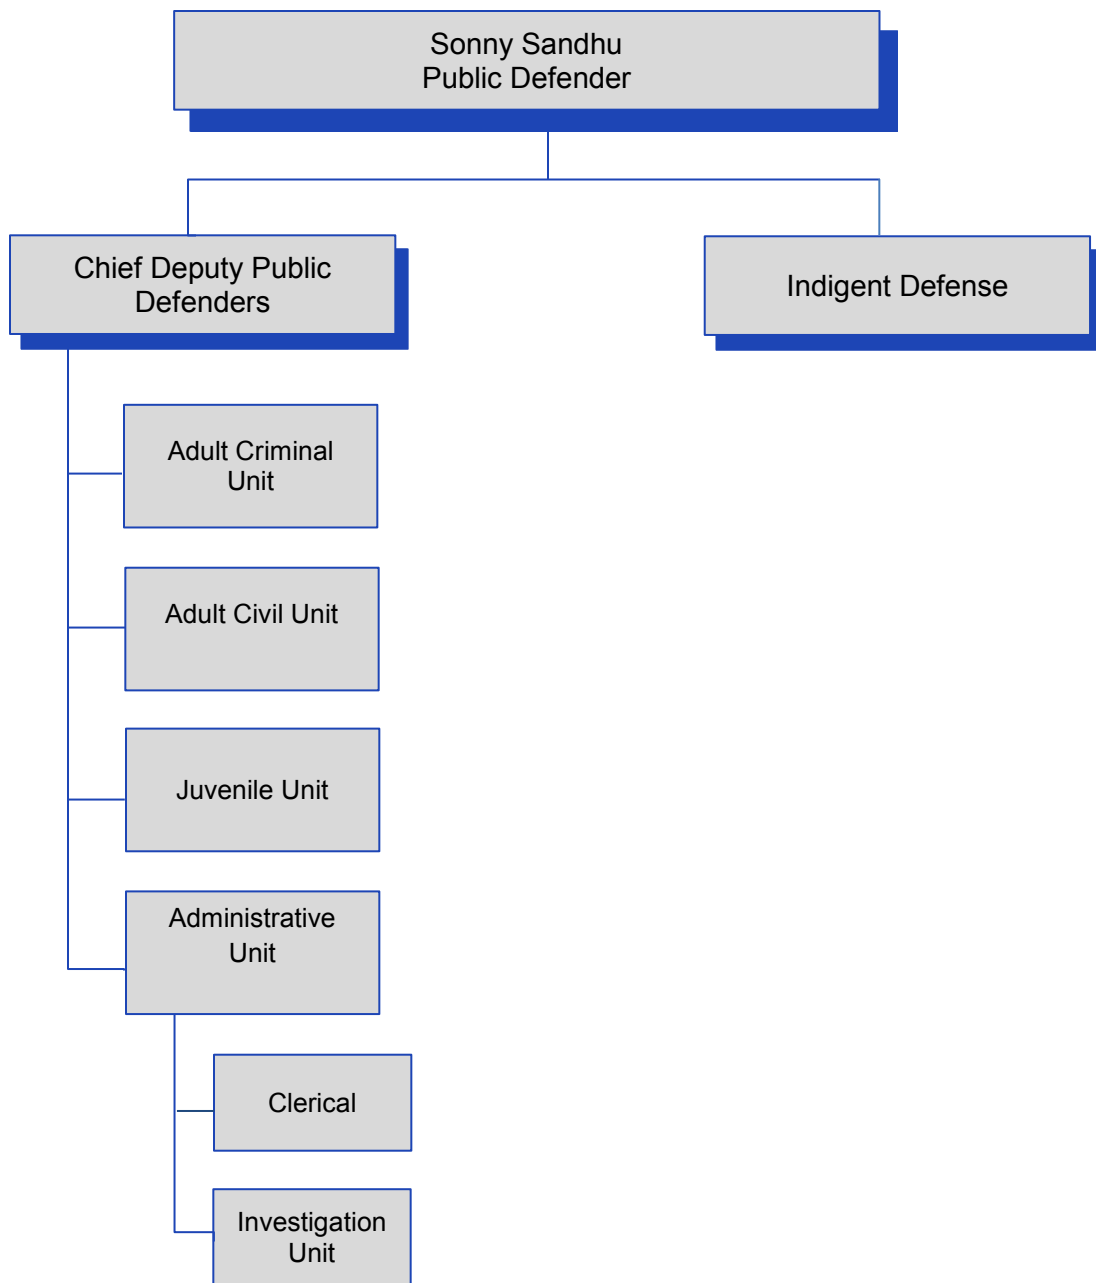 Sonny Sandhu
Public Defender
Chief Deputy Public
Defenders
Indigent Defense
Adult Criminal
Unit
Adult Civil Unit
Juvenile Unit
Administrative
Unit
Clerical
Investigation
Unit